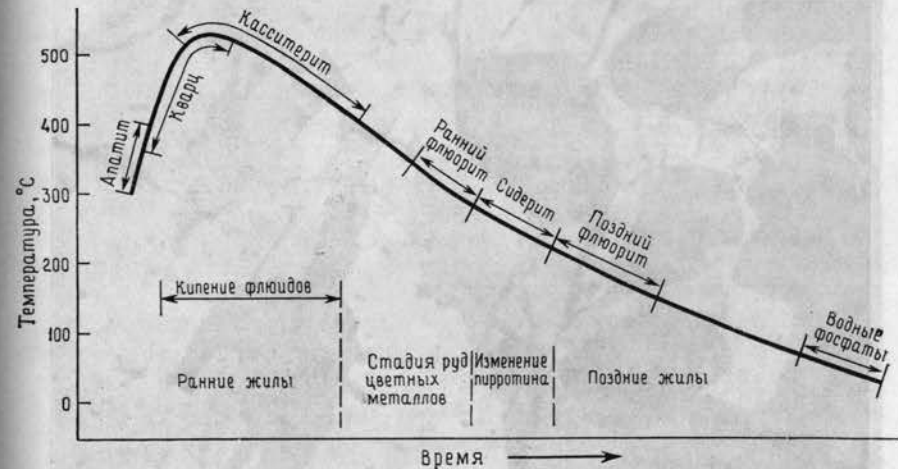 Температура,°С
500
400
300
200
100
0
Апатит
Кварц
Касситерит
Ранний
флюорит
Сидерит
Поздний
флюорит
Водные
фосфаты
Кипение флюидов
Ранние жилы
Стадия руд
цветных
металлов
Изменение
пирротина
Поздние жилы
Время